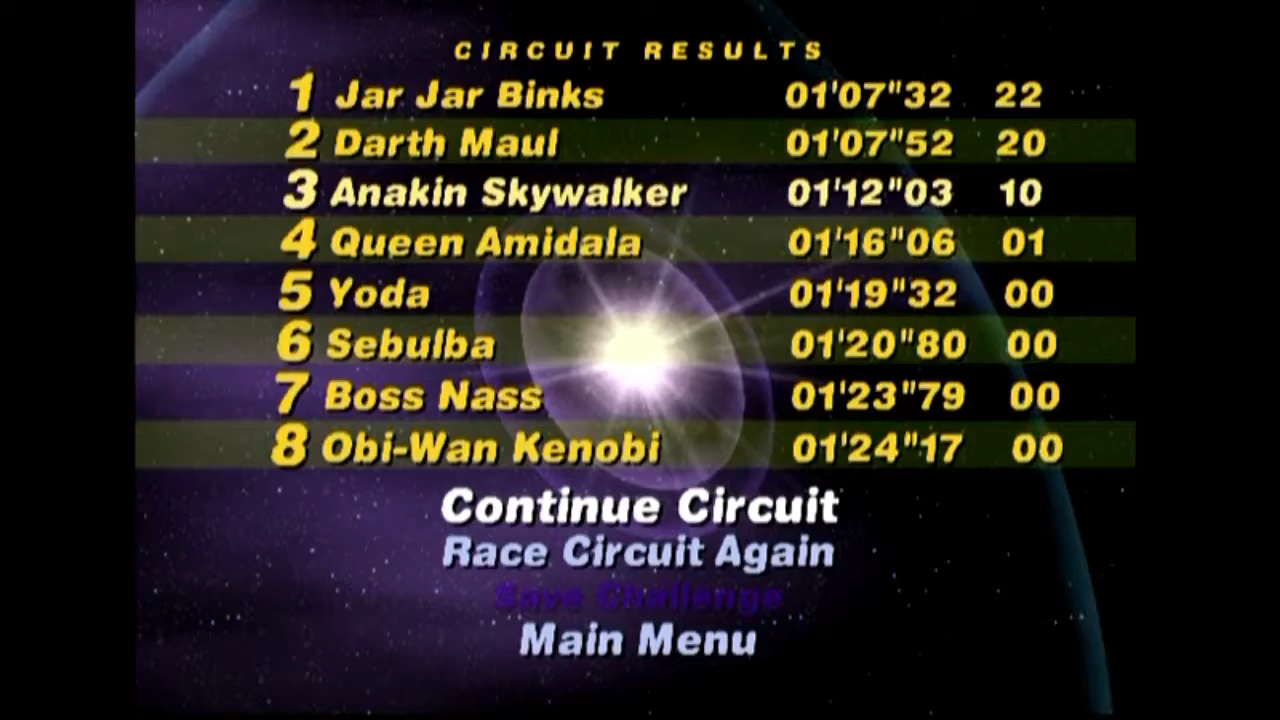 CIRCUIT RESULTS
1 Jar Jar Binks 01'07"32 22
2 Darth Maul 01'07"52 20
3 Anakin Skywalker 01'12"03 10
4 Queen Amidala 01'16"06 01
5 Yoda 01'19"32 00
6 Sebulba 01'20"80 00
7 Boss Nass 01'23"79 00
8 Obi-Wan Kenobi 01'24"17 00
Continue Circuit
Race Circuit Again
Save Challenge
Main Menu